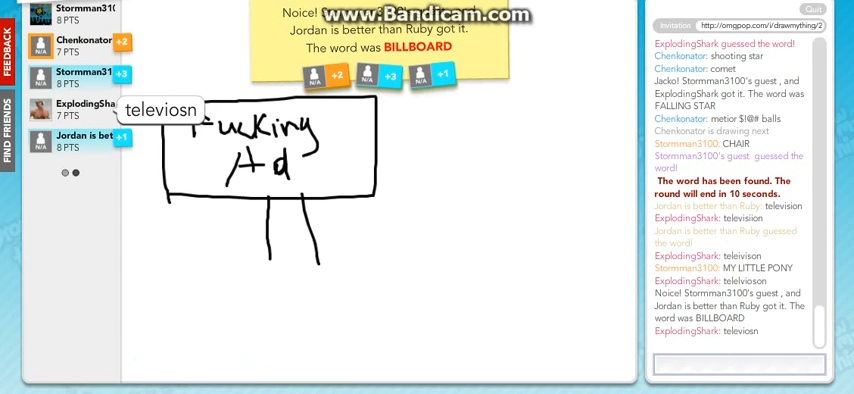 www.Bandicam.com
Quit
FEEDBACK
FIND FRIENDS
Stormman310
8 PTS
N/A
Chenkonator
7 PTS
+2
N/A
Stormman31
8 PTS
+3
ExplodingSha
7 PTS
N/A
Jordan is bet
8 PTS
+1
televiosn
Jordan is better than Ruby got it.
The word was BILLBOARD
N/A +2
N/A +3
N/A +1
Fucking
Ad
Invitation http://omgpop.com/i/drawmything/2
ExplodingShark guessed the word!
Chenkonator: shooting star
Chenkonator: comet
Jacko! Stormman3100's guest , and
ExplodingShark got it. The word was
FALLING STAR
Chenkonator: metior $!@# balls
Chenkonator is drawing next
Stormman3100: CHAIR
Stormman3100's guest guessed the
word!
The word has been found. The
round will end in 10 seconds.
Jordan is better than Ruby: television
ExplodingShark: televisiion
Jordan is better than Ruby guessed
the word!
ExplodingShark: teleivison
Stormman3100: MY LITTLE PONY
ExplodingShark: telelvioson
Noice! Stormman3100's guest , and
Jordan is better than Ruby got it. The
word was BILLBOARD
ExplodingShark: televiosn